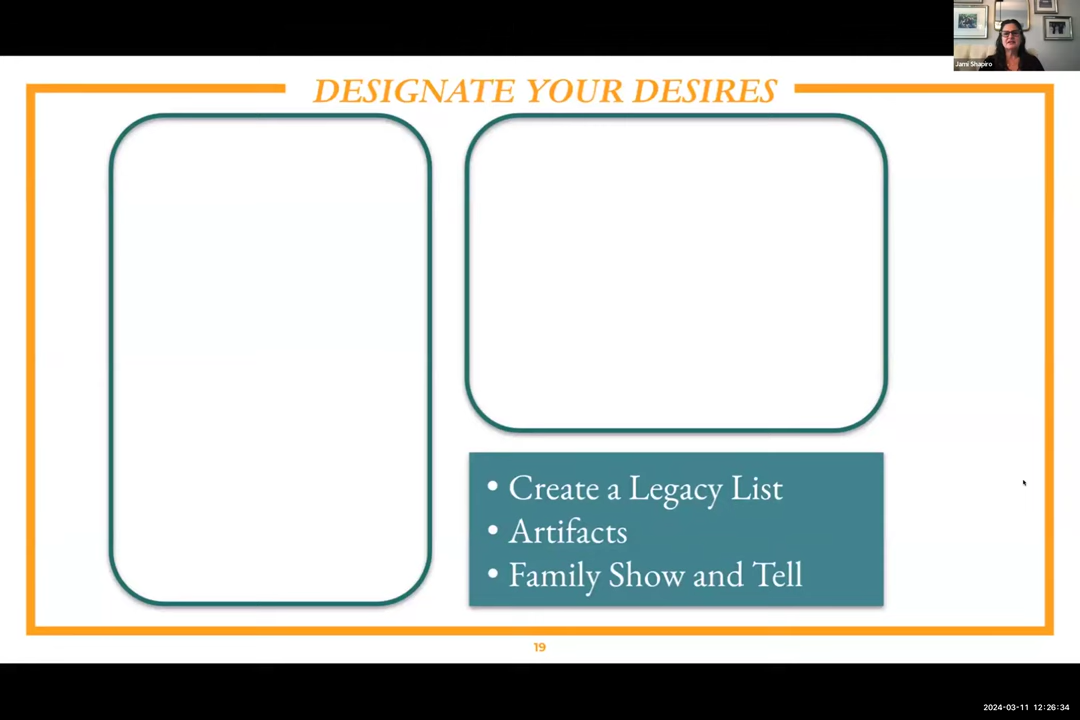 Jami Shapiro
DESIGNATE YOUR DESIRES
• Create a Legacy List
• Artifacts
• Family Show and Tell
19
2024-03-11 12:26:34